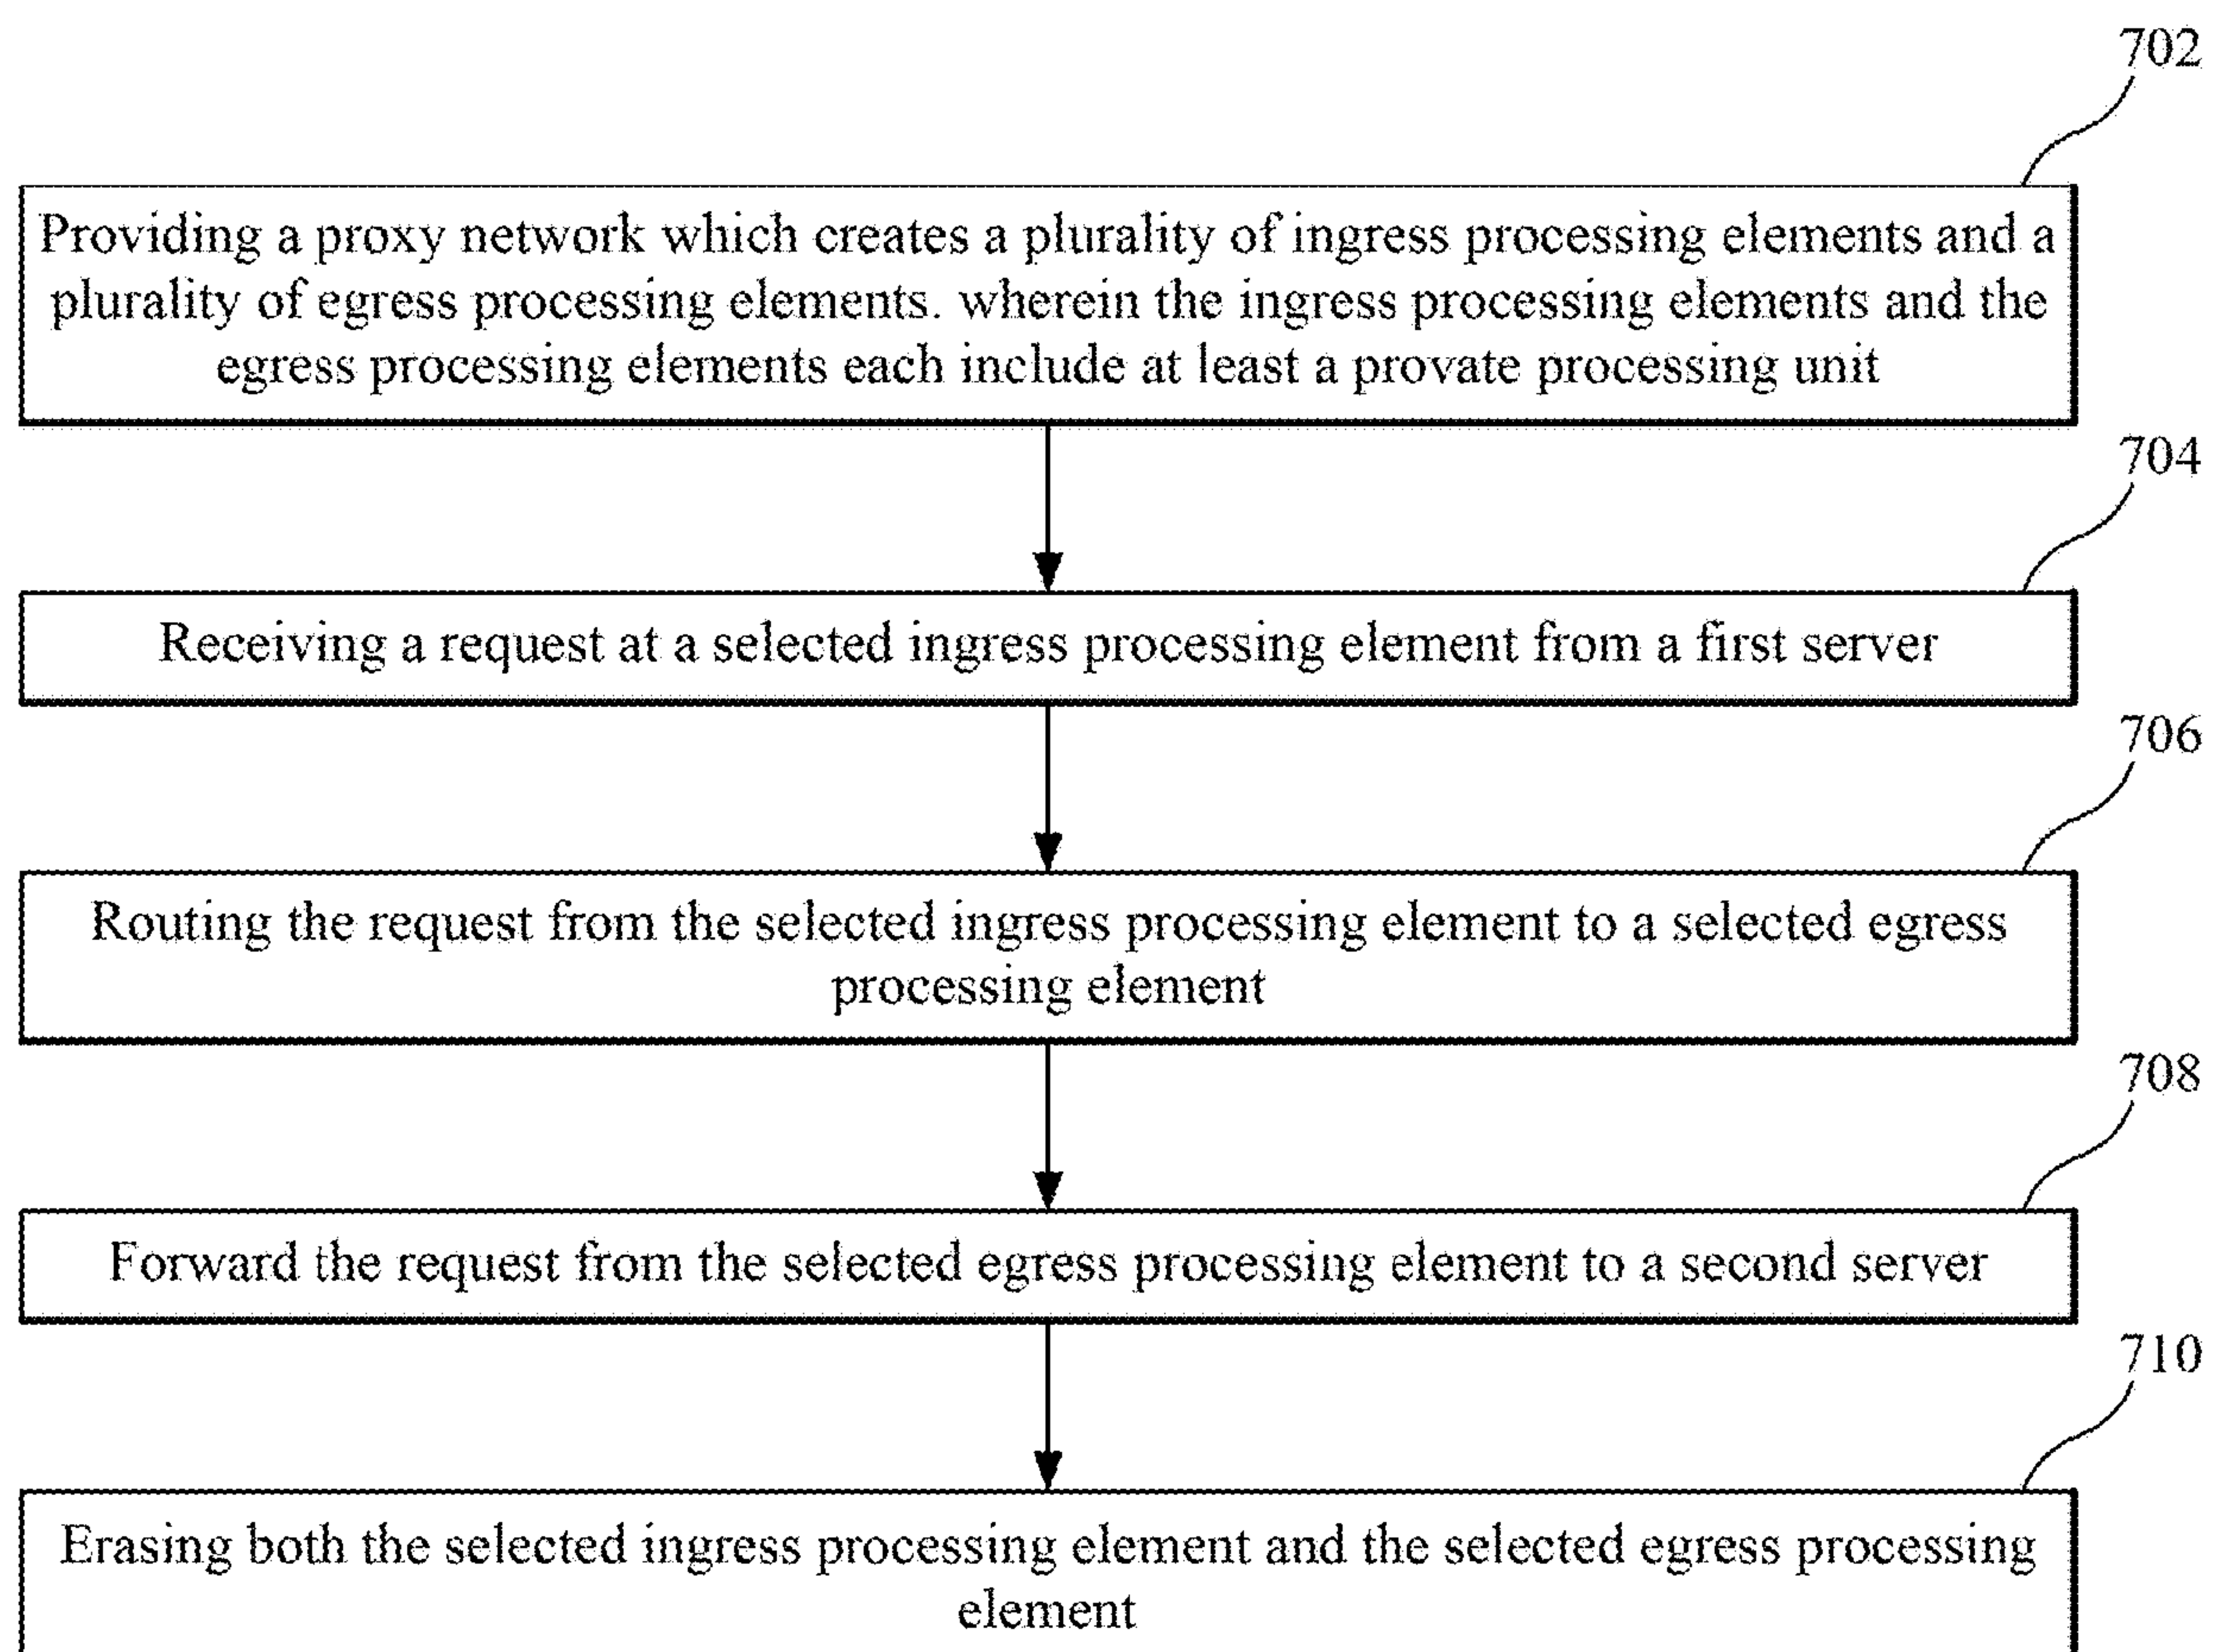 702
Providing a proxy network which creates a plurality of ingress processing elements and a
plurality of egress processing elements. wherein the ingress processing elements and the
egress processing elements each include at least a provate processing unit
704
Receiving a request at a selected ingress processing element from a first server
706
Routing the request from the selected ingress processing element to a selected egress
processing element
708
Forward the request from the selected egress processing element to a second server
710
Erasing both the selected ingress processing element and the selected egress processing
element